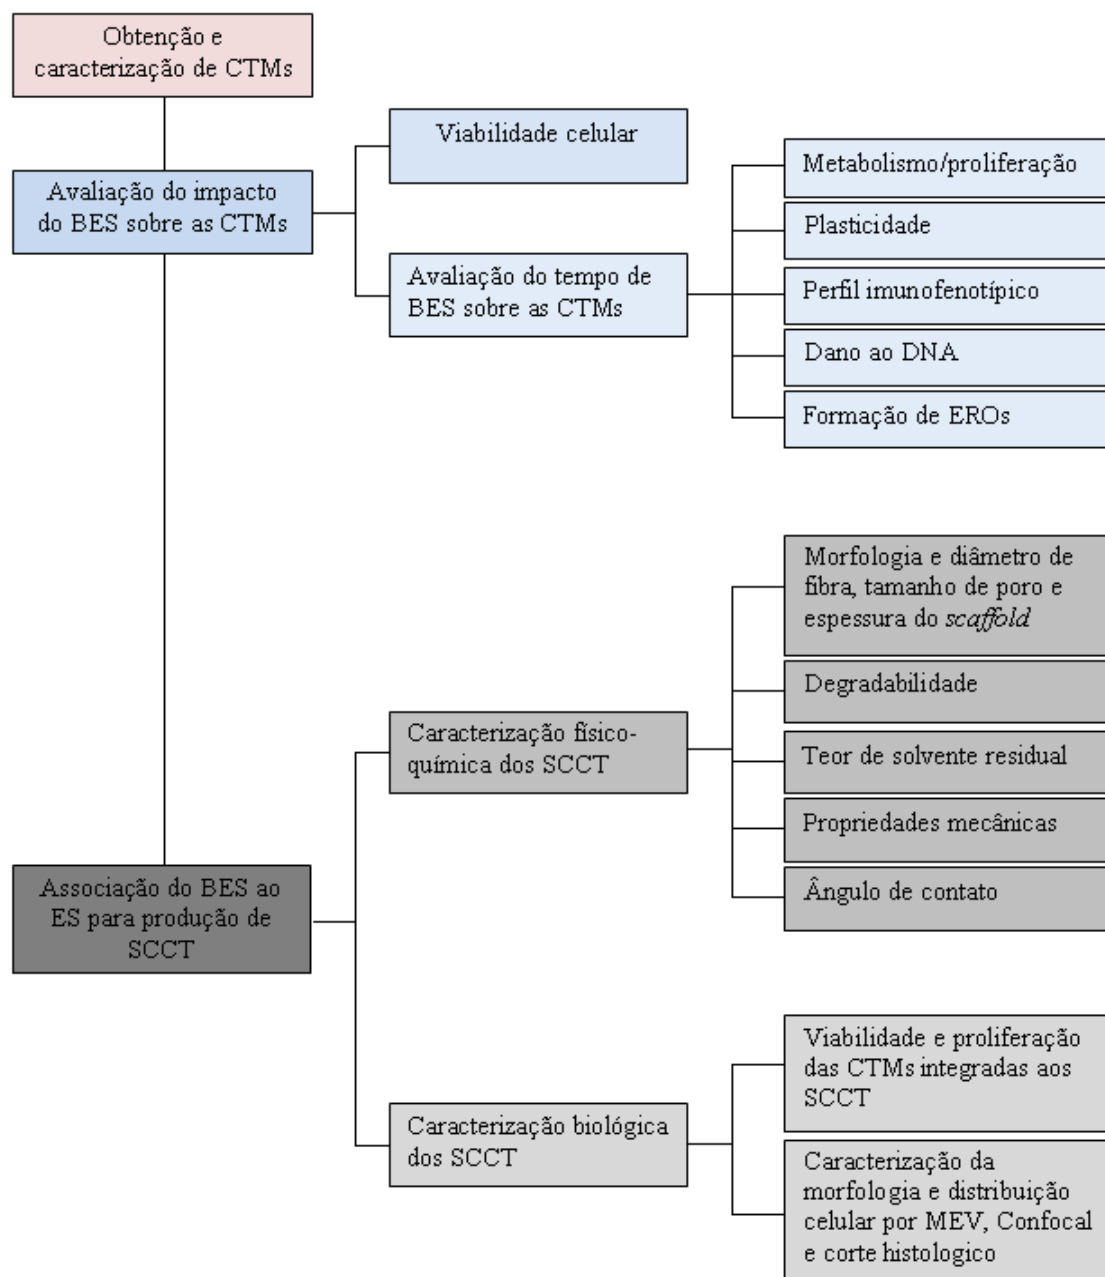 Obtenção e
caracterização de CTMs
Avaliação do impacto
do BES sobre as CTMs
Viabilidade celular
Avaliação do tempo de
BES sobre as CTMs
Metabolismo/proliferação
Plasticidade
Perfil imunofenotípico
Dano ao DNA
Formação de EROs
Associação do BES ao
ES para produção de
SCCT
Caracterização físico-
química dos SCCT
Morfologia e diâmetro de
fibra, tamanho de poro e
espessura do scaffold
Degradabilidade
Teor de solvente residual
Propriedades mecânicas
Ângulo de contato
Caracterização biológica
dos SCCT
Viabilidade e proliferação
das CTMs integradas aos
SCCT
Caracterização da
morfologia e distribuição
celular por MEV, Confocal
e corte histologico